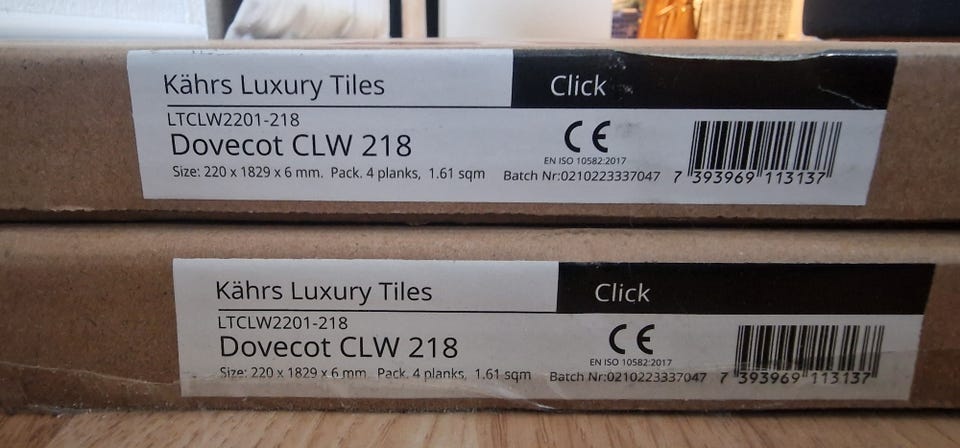 Kährs Luxury Tiles Click
LTCLW2201-218
Dovecot CLW 218
CE
EN ISO 10582:2017
Size: 220 x 1829 x 6 mm. Pack. 4 planks, 1.61 sqm Batch Nr:0210223337047 7 393969 113137
Kährs Luxury Tiles Click
LTCLW2201-218
Dovecot CLW 218
CE
EN ISO 10582:2017
Size: 220 x 1829 x 6 mm. Pack. 4 planks, 1.61 sqm Batch Nr:0210223337047 7 393969 113137